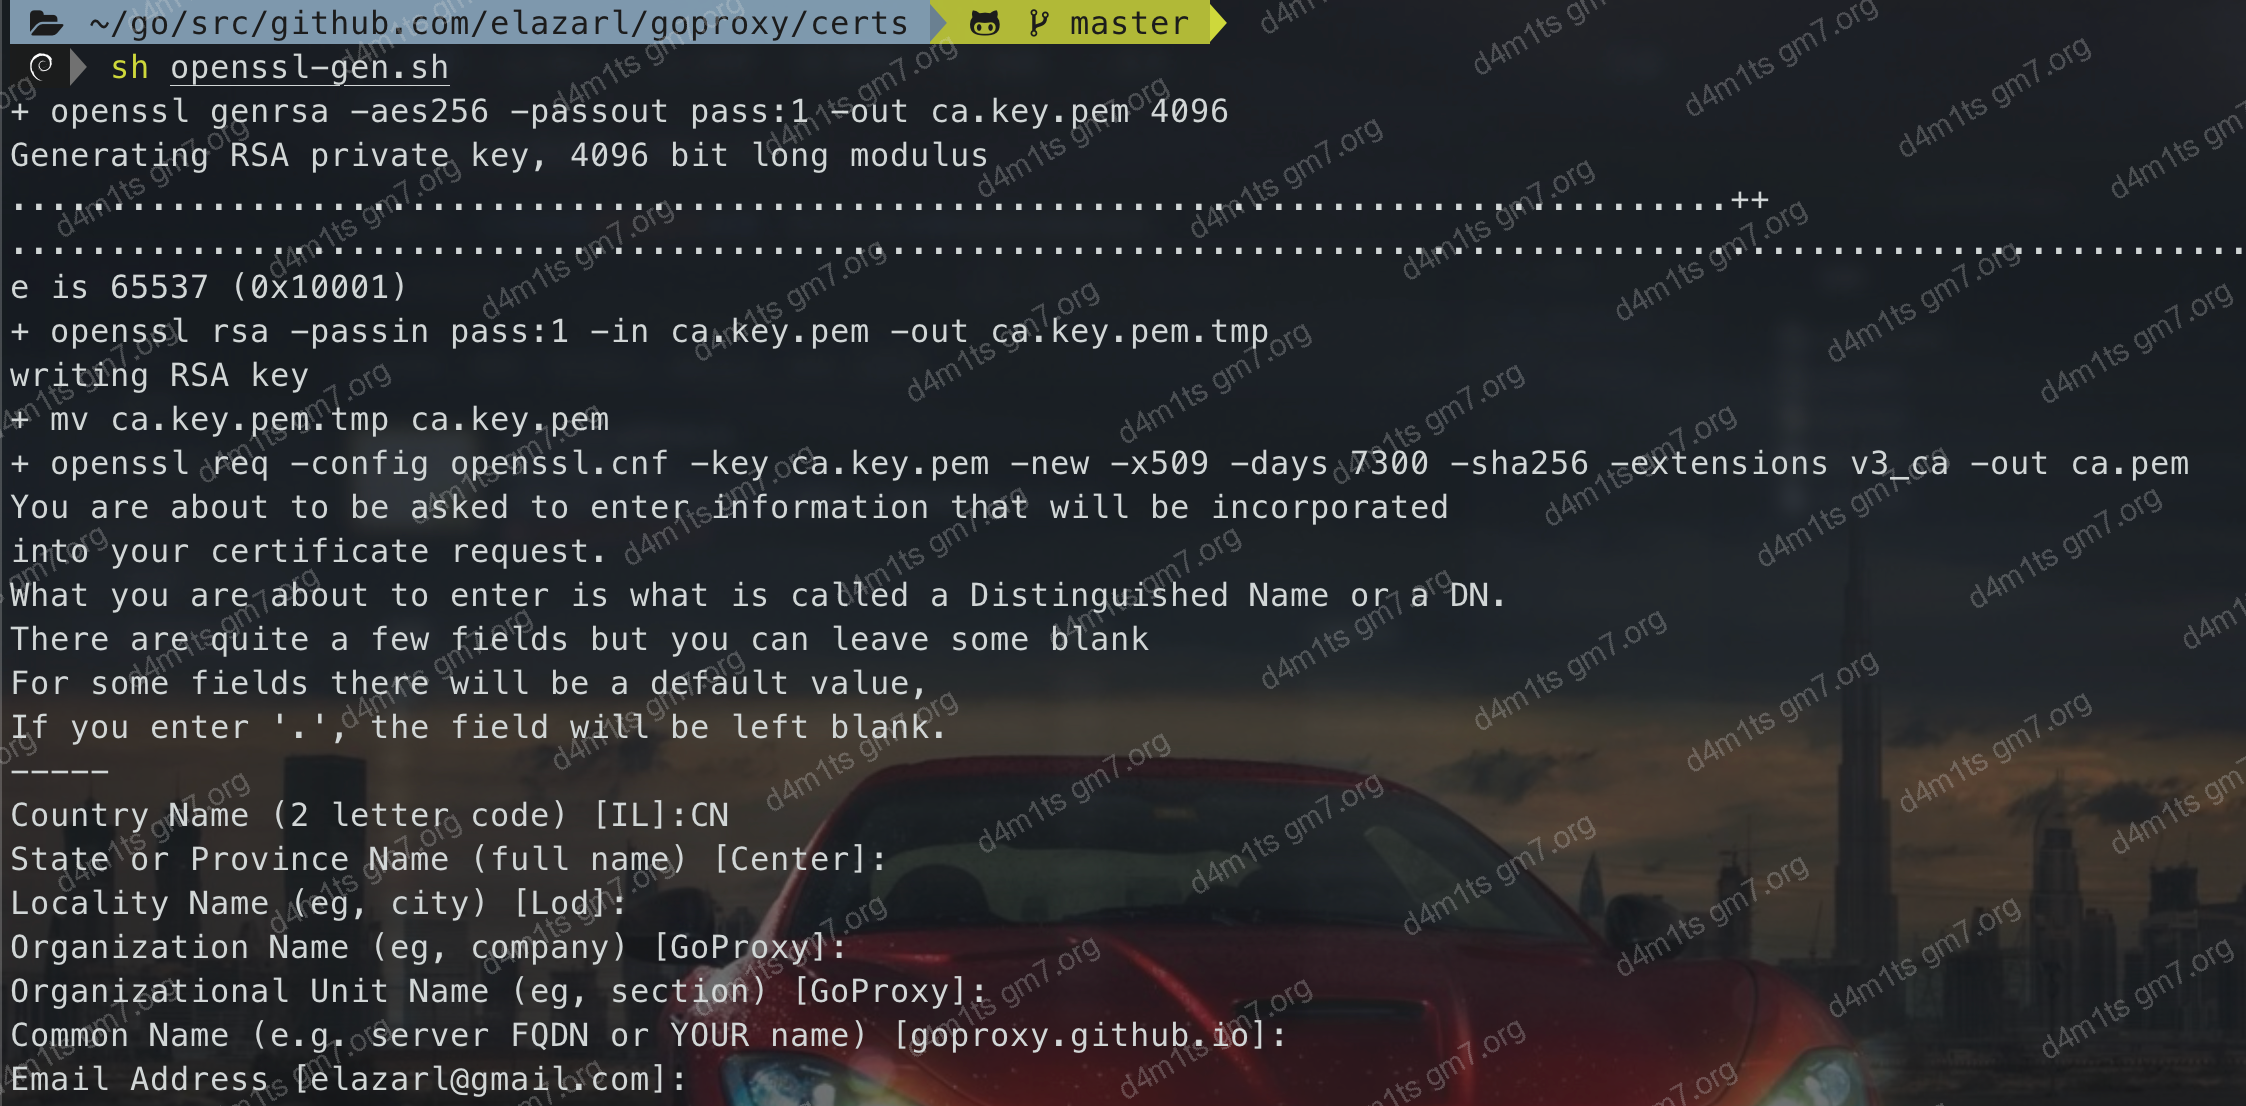 ~/go/src/github.com/elazarl/goproxy/certs master
sh openssl-gen.sh
+ openssl genrsa -aes256 -passout pass:1 -out ca.key.pem 4096
Generating RSA private key, 4096 bit long modulus
......................................................................................++
................................................................................................................
e is 65537 (0x10001)
+ openssl rsa -passin pass:1 -in ca.key.pem -out ca.key.pem.tmp
writing RSA key
+ mv ca.key.pem.tmp ca.key.pem
+ openssl req -config openssl.cnf -key ca.key.pem -new -x509 -days 7300 -sha256 -extensions v3_ca -out ca.pem
You are about to be asked to enter information that will be incorporated
into your certificate request.
What you are about to enter is what is called a Distinguished Name or a DN.
There are quite a few fields but you can leave some blank
For some fields there will be a default value,
If you enter '.', the field will be left blank.
-----
Country Name (2 letter code) [IL]:CN
State or Province Name (full name) [Center]:
Locality Name (eg, city) [Lod]:
Organization Name (eg, company) [GoProxy]:
Organizational Unit Name (eg, section) [GoProxy]:
Common Name (e.g. server FQDN or YOUR name) [goproxy.github.io]:
Email Address [elazarl@gmail.com]:
d4m1ts gm7.org